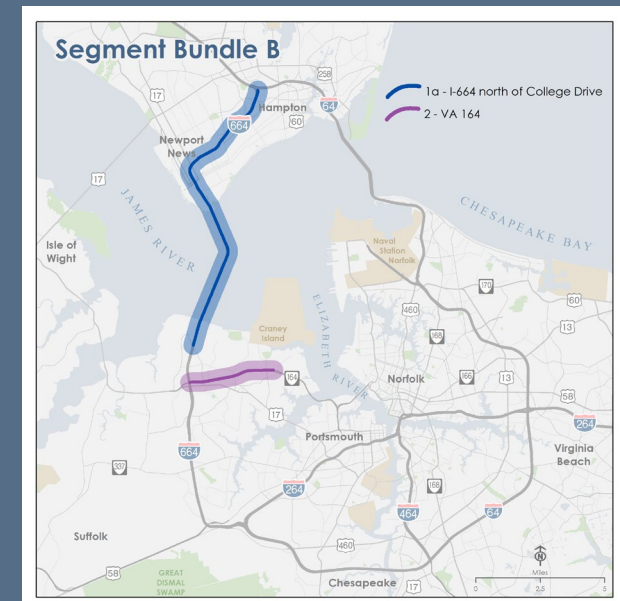 Segment Bundle B
1a - I-664 north of College Drive
2 - VA 164
258
17
Hampton
64
664
60
Newport
News
17
JAMES RIVER
CHESAPEAKE BAY
Isle of
Wight
Naval
Station
Norfolk
170
60
460
ELIZABETH RIVER
Craney
Island
13
168
164
Norfolk
166
13
17
58
264
Portsmouth
664
Virginia
Beach
337
264
168
464
64
Suffolk
460
N
58
GREAT
DISMAL
SWAMP
Chesapeake
17
Miles
0
2.5
5